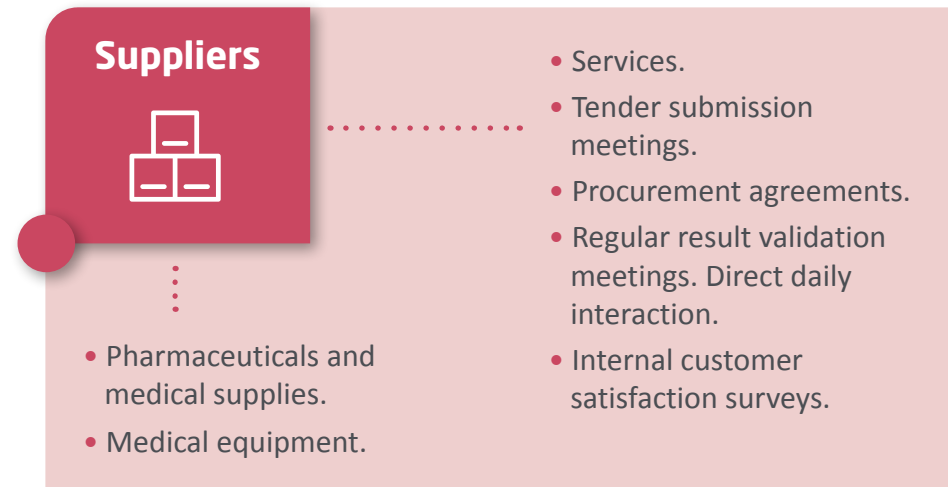 Suppliers
• Pharmaceuticals and
medical supplies.
• Medical equipment.
• Services.
• Tender submission
meetings.
• Procurement agreements.
• Regular result validation
meetings. Direct daily
interaction.
• Internal customer
satisfaction surveys.